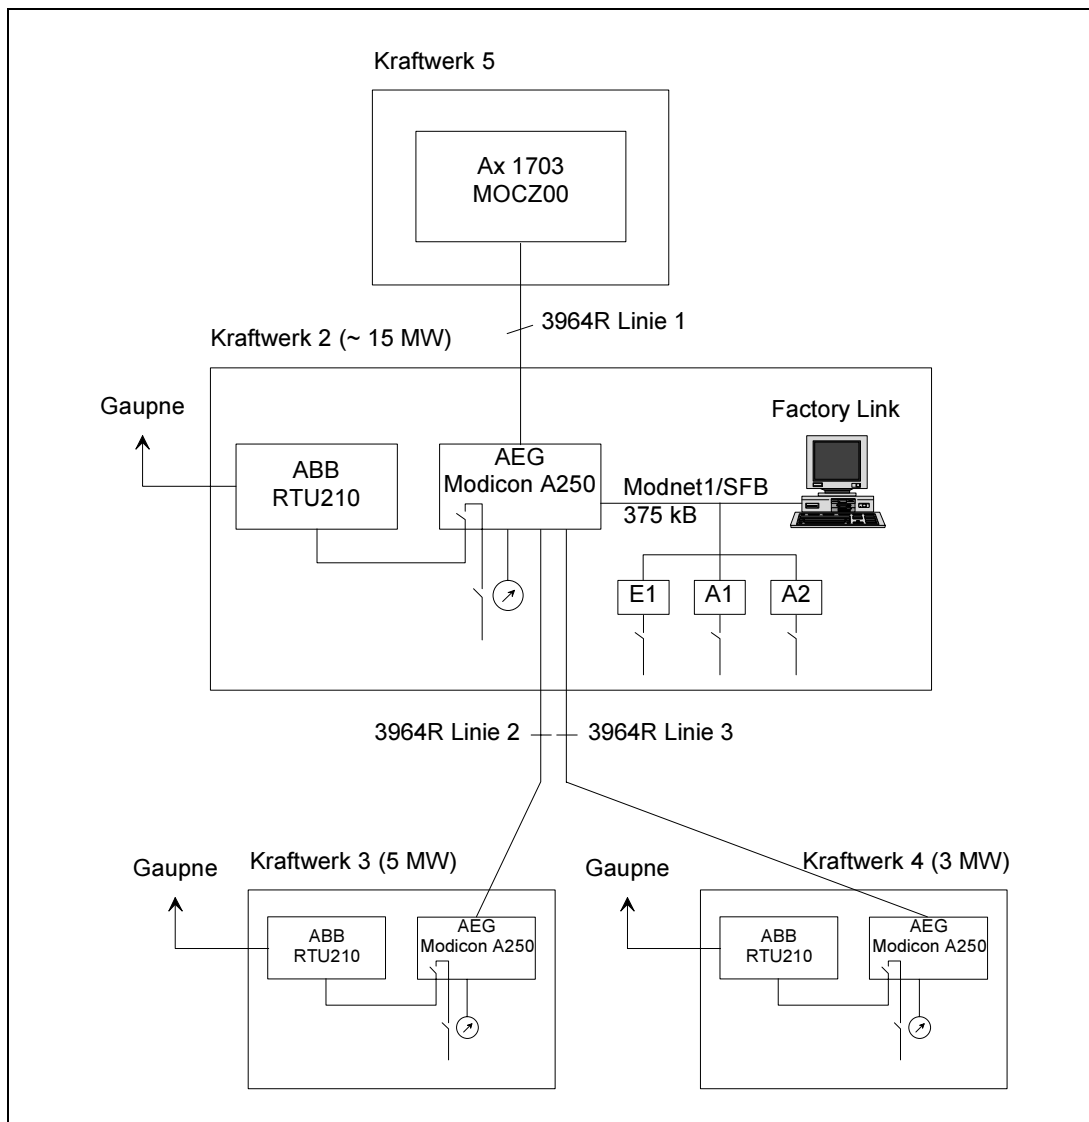 Kraftwerk 5
Ax 1703
MOCZ00
3964R Linie 1
Kraftwerk 2 (~ 15 MW)
Gaupne
Factory Link
ABB
RTU210
AEG
Modicon A250
Modnet1/SFB
375 kB
E1
A1
A2
3964R Linie 2
3964R Linie 3
Gaupne
Kraftwerk 3 (5 MW)
ABB
RTU210
AEG
Modicon A250
Gaupne
Kraftwerk 4 (3 MW)
ABB
RTU210
AEG
Modicon A250